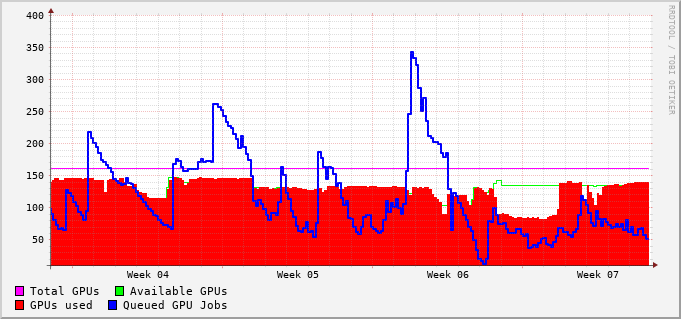 400
350
300
250
200
150
100
50
Week 04 Week 05 Week 06 Week 07
Total GPUs Available GPUs
GPUs used Queued GPU Jobs
RRDTOOL / TOBI OETIKER